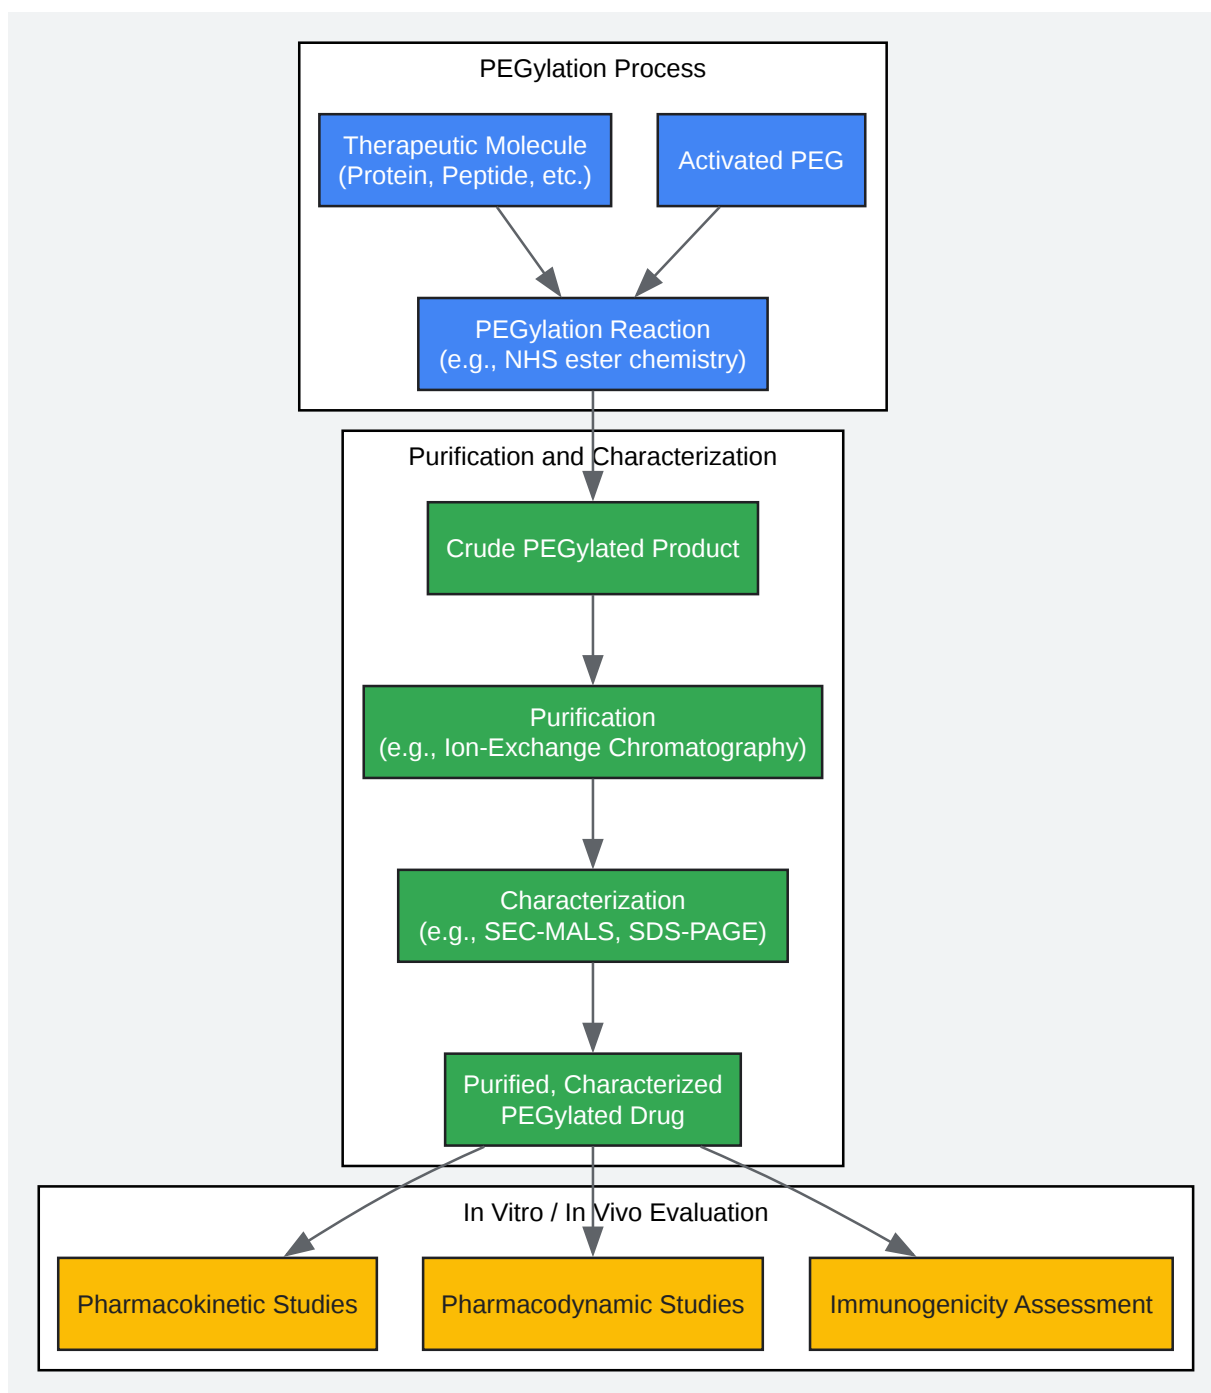 PEGylation Process
Therapeutic Molecule
(Protein, Peptide, etc.)
Activated PEG
PEGylation Reaction
(e.g., NHS ester chemistry)
Purification and Characterization
Crude PEGylated Product
Purification
(e.g., Ion-Exchange Chromatography)
Characterization
(e.g., SEC-MALS, SDS-PAGE)
Purified, Characterized
PEGylated Drug
In Vitro / In Vivo Evaluation
Pharmacokinetic Studies
Pharmacodynamic Studies
Immunogenicity Assessment